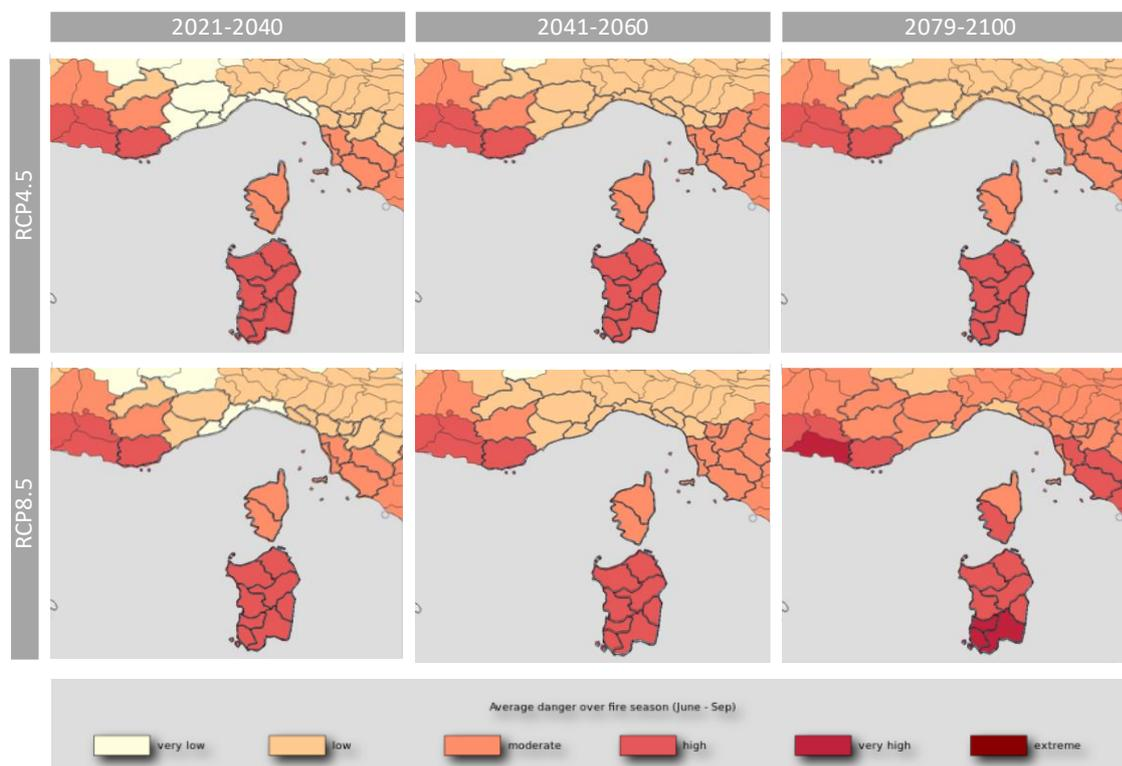 2021-2040 2041-2060 2079-2100
RCP4.5
RCP8.5
Average danger over fire season (June - Sep)
very low low moderate high very high extreme